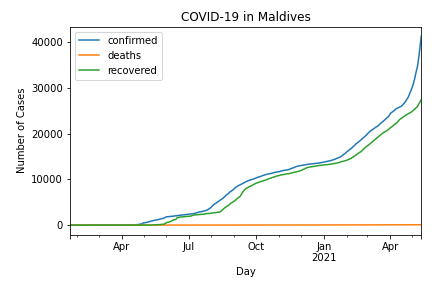 COVID-19 in Maldives
confirmed
deaths
recovered
Number of Cases
40000
30000
20000
10000
0
Apr
Jul
Oct
Jan
2021
Apr
Day